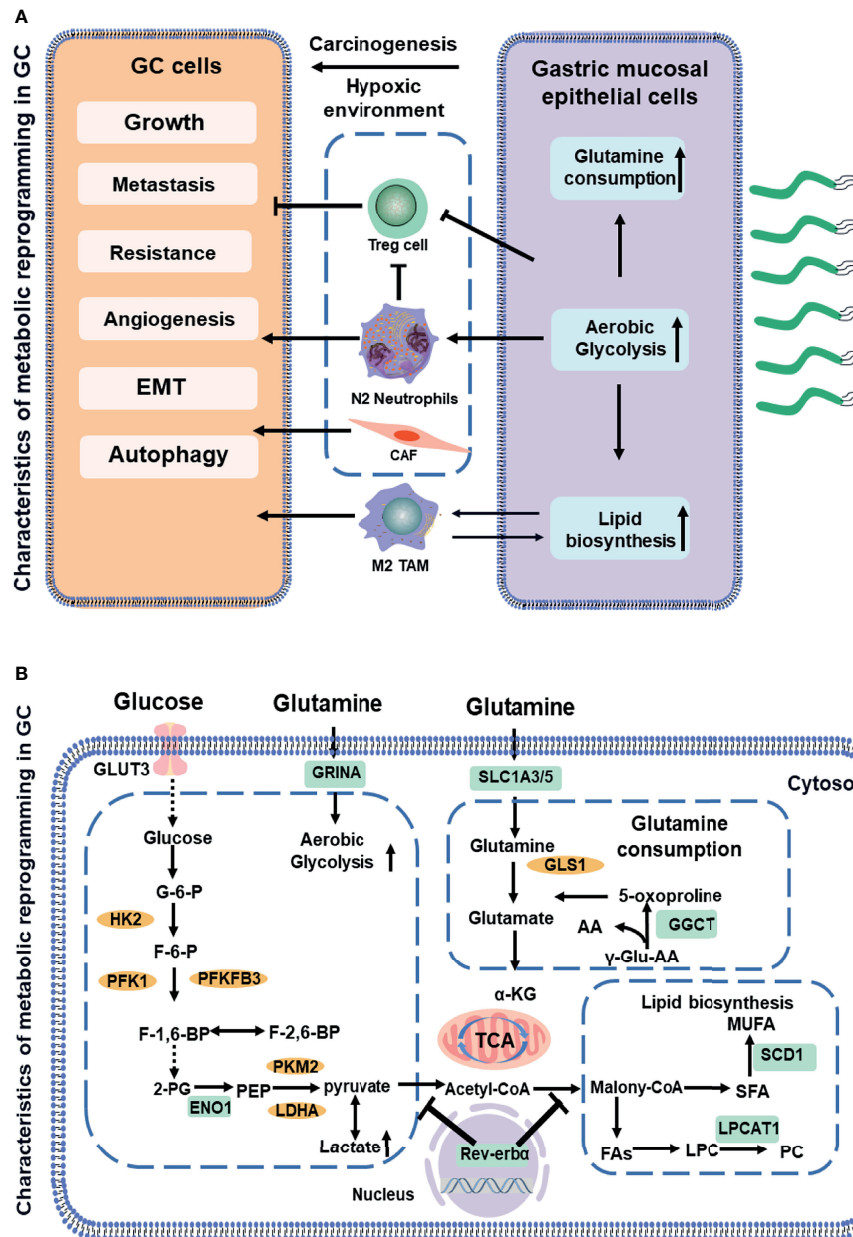 A
Characteristics of metabolic reprogramming in GC
GC cells
Growth
Metastasis
Resistance
Angiogenesis
EMT
Autophagy
Carcinogenesis
Hypoxic
environment
Treg cell
N2 Neutrophils
CAF
M2 TAM
Gastric mucosal
epithelial cells
Glutamine
consumption
Aerobic
Glycolysis
Lipid
biosynthesis
B
Characteristics of metabolic reprogramming in GC
Glucose
Glutamine
Glutamine
GLUT3
GRINA
SLC1A3/5
Cytoso
Glucose
Aerobic
Glycolysis
G-6-P
HK2
F-6-P
PFK1
PFKFB3
F-1,6-BP
F-2,6-BP
2-PG
ENO1
PEP
PKM2
LDHA
pyruvate
Lactate
Glutamine
consumption
Glutamine
GLS1
Glutamate
5-oxoproline
AA
GGCT
γ-Glu-AA
α-KG
TCA
Acetyl-CoA
Rev-erbα
Nucleus
Lipid biosynthesis
MUFA
SCD1
Malony-CoA
SFA
LPCAT1
FAs
LPC
PC